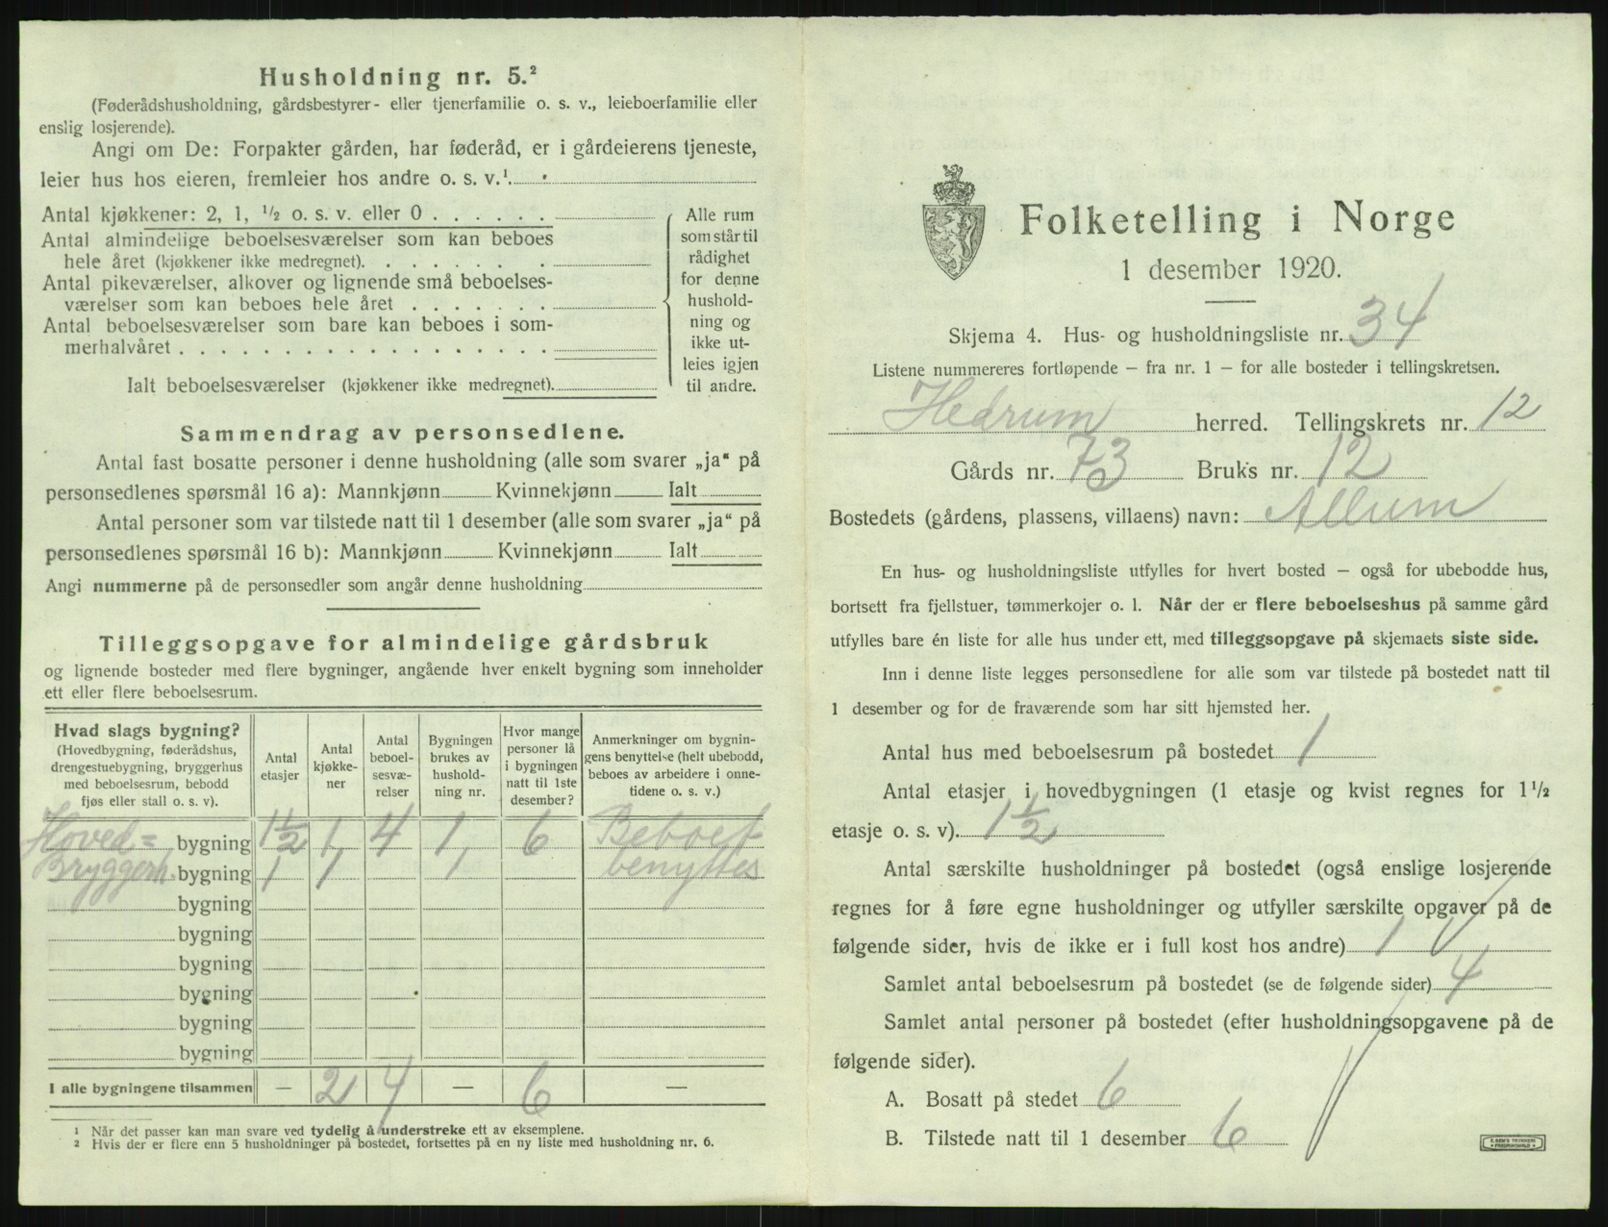 Husholdning nr. 5.²
(Føderådshusholdning, gårdsbestyrer- eller tjenerfamilie o. s. v., leieboerfamilie eller
enslig losjerende).
Angi om De: Forpakter gården, har føderåd, er i gårdeierens tjeneste,
leier hus hos eieren, fremleier hos andre o. s. v.¹
Antal kjøkkener: 2, 1, ½ o. s. v. eller 0 . . . . . .
Antal almindelige beboelsesværelser som kan beboes
hele året (kjøkkener ikke medregnet). . . . . . . .
Antal pikeværelser, alkover og lignende små beboelses-
værelser som kan beboes hele året . . . . . . .
Antal beboelsesværelser som bare kan beboes i som-
merhalvåret . . . . . . . . . . . . . . . . . .
Ialt beboelsesværelser (kjøkkener ikke medregnet).
Alle rum
som står til
rådighet
for denne
hushold-
ning og
ikke ut-
leies igjen
til andre.
Sammendrag av personsedlene.
Antal fast bosatte personer i denne husholdning (alle som svarer „ja“ på
personsedlenes spørsmål 16 a): Mannkjønn Kvinnekjønn Ialt
Antal personer som var tilstede natt til 1 desember (alle som svarer „ja“ på
personsedlenes spørsmål 16 b): Mannkjønn Kvinnekjønn Ialt
Angi nummerne på de personsedler som angår denne husholdning
Tilleggsopgave for almindelige gårdsbruk
og lignende bosteder med flere bygninger, angående hver enkelt bygning som inneholder
ett eller flere beboelsesrum.
Hvad slags bygning?
(Hovedbygning, føderådshus,
drengestuebygning, bryggerhus
med beboelsesrum, bebodd
fjøs eller stall o. s. v).
Antal
etasjer
Antal
kjøkke-
ner
Antal
beboel-
sesvæ-
relser
Bygningen
brukes av
hushold-
ning nr.
Hvor mange
personer lå
i bygningen
natt til 1ste
desember?
Anmerkninger om bygnin-
gens benyttelse (helt ubebodd,
beboes av arbeidere i onne-
tidene o. s. v.)
Hoved= bygning 1½ 1 4 1 6 Beboet
Bryggerh. bygning 1 1 1 benyttes
bygning
bygning
bygning
bygning
bygning
bygning
I alle bygningene tilsammen — 2 4 — 6 —
¹ Når det passer kan man svare ved tydelig å understreke ett av eksemplene.
² Hvis der er flere enn 5 husholdninger på bostedet, fortsettes på en ny liste med husholdning nr. 6.
Folketelling i Norge
1 desember 1920.
Skjema 4. Hus- og husholdningsliste nr. 34
Listene nummereres fortløpende — fra nr. 1 — for alle bosteder i tellingskretsen.
Hedrum herred. Tellingskrets nr. 12
Gårds nr. 73 Bruks nr. 12
Bostedets (gårdens, plassens, villaens) navn: Allum
En hus- og husholdningsliste utfylles for hvert bosted — også for ubebodde hus,
bortsett fra fjellstuer, tømmerkojer o. l. Når der er flere beboelseshus på samme gård
utfylles bare én liste for alle hus under ett, med tilleggsopgave på skjemaets siste side.
Inn i denne liste legges personsedlene for alle som var tilstede på bostedet natt til
1 desember og for de fraværende som har sitt hjemsted her.
Antal hus med beboelsesrum på bostedet 1
Antal etasjer i hovedbygningen (1 etasje og kvist regnes for 1½
etasje o. s. v). 1½
Antal særskilte husholdninger på bostedet (også enslige losjerende
regnes for å føre egne husholdninger og utfyller særskilte opgaver på de
følgende sider, hvis de ikke er i full kost hos andre) 1
Samlet antal beboelsesrum på bostedet (se de følgende sider) 4
Samlet antal personer på bostedet (efter husholdningsopgavene på de
følgende sider).
A. Bosatt på stedet 6
B. Tilstede natt til 1 desember 6